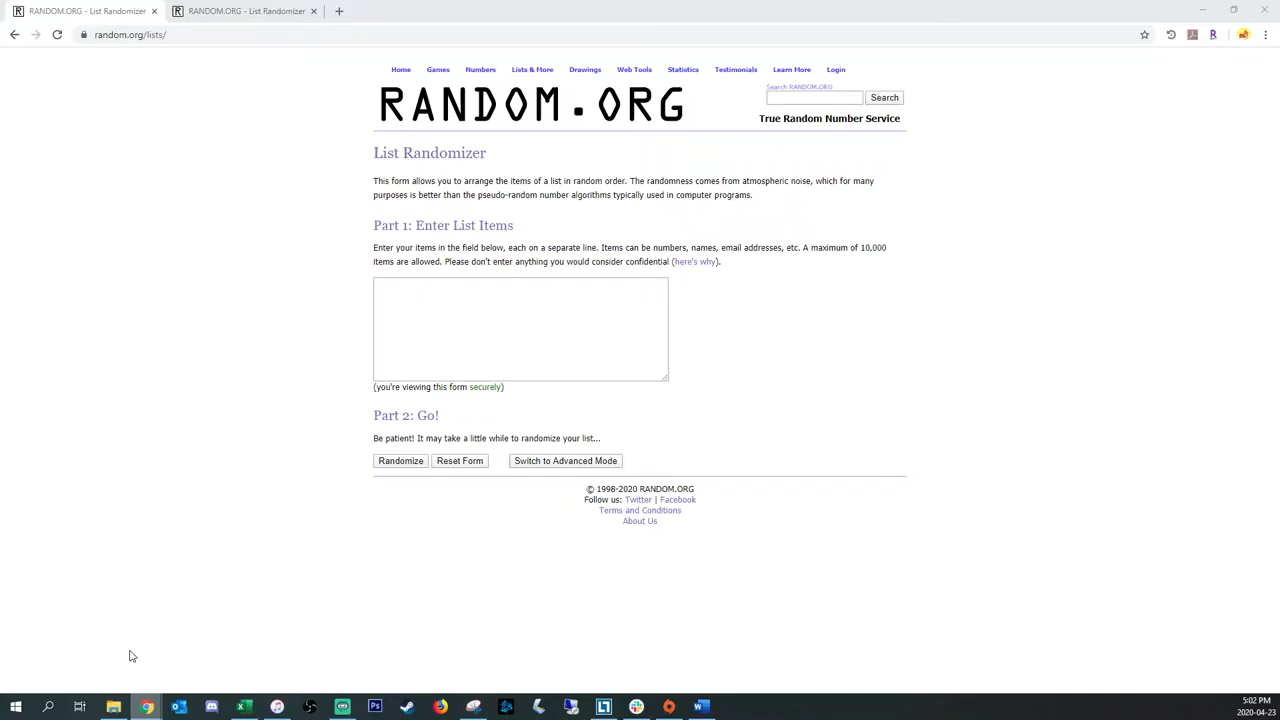 RANDOM.ORG - List Randomizer
RANDOM.ORG - List Randomizer
random.org/lists/
Home Games Numbers Lists & More Drawings Web Tools Statistics Testimonials Learn More Login
RANDOM.ORG
Search RANDOM.ORG
Search
True Random Number Service
List Randomizer
This form allows you to arrange the items of a list in random order. The randomness comes from atmospheric noise, which for many
purposes is better than the pseudo-random number algorithms typically used in computer programs.
Part 1: Enter List Items
Enter your items in the field below, each on a separate line. Items can be numbers, names, email addresses, etc. A maximum of 10,000
items are allowed. Please don't enter anything you would consider confidential (here's why).
(you're viewing this form securely)
Part 2: Go!
Be patient! It may take a little while to randomize your list...
Randomize Reset Form Switch to Advanced Mode
© 1998-2020 RANDOM.ORG
Follow us: Twitter | Facebook
Terms and Conditions
About Us
5:02 PM
2020-04-23